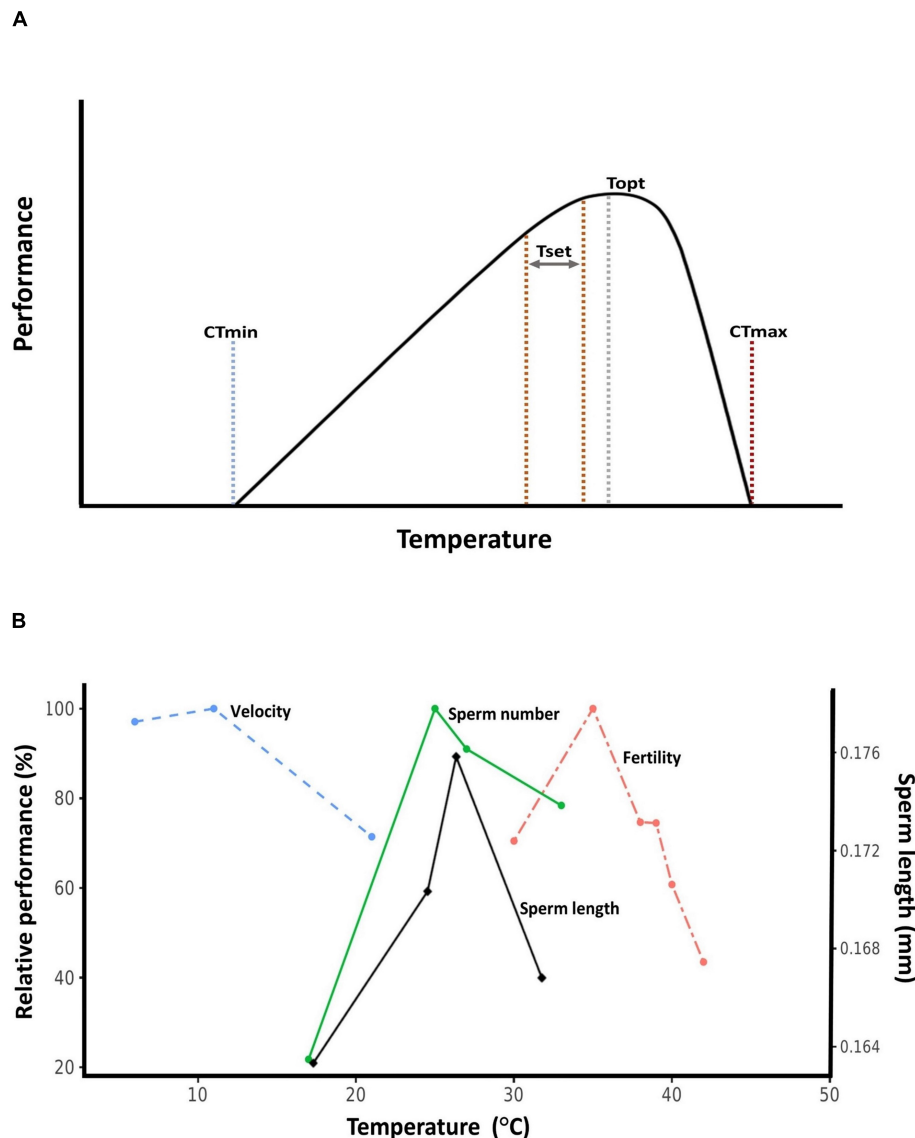 A
Performance
Topt
Tset
CTmin
CTmax
Temperature
B
Relative performance (%)
100
80
60
40
20
Velocity
Sperm number
Fertility
Sperm length
0.176
0.172
0.168
0.164
Sperm length (mm)
10
20
30
40
50
Temperature (°C)